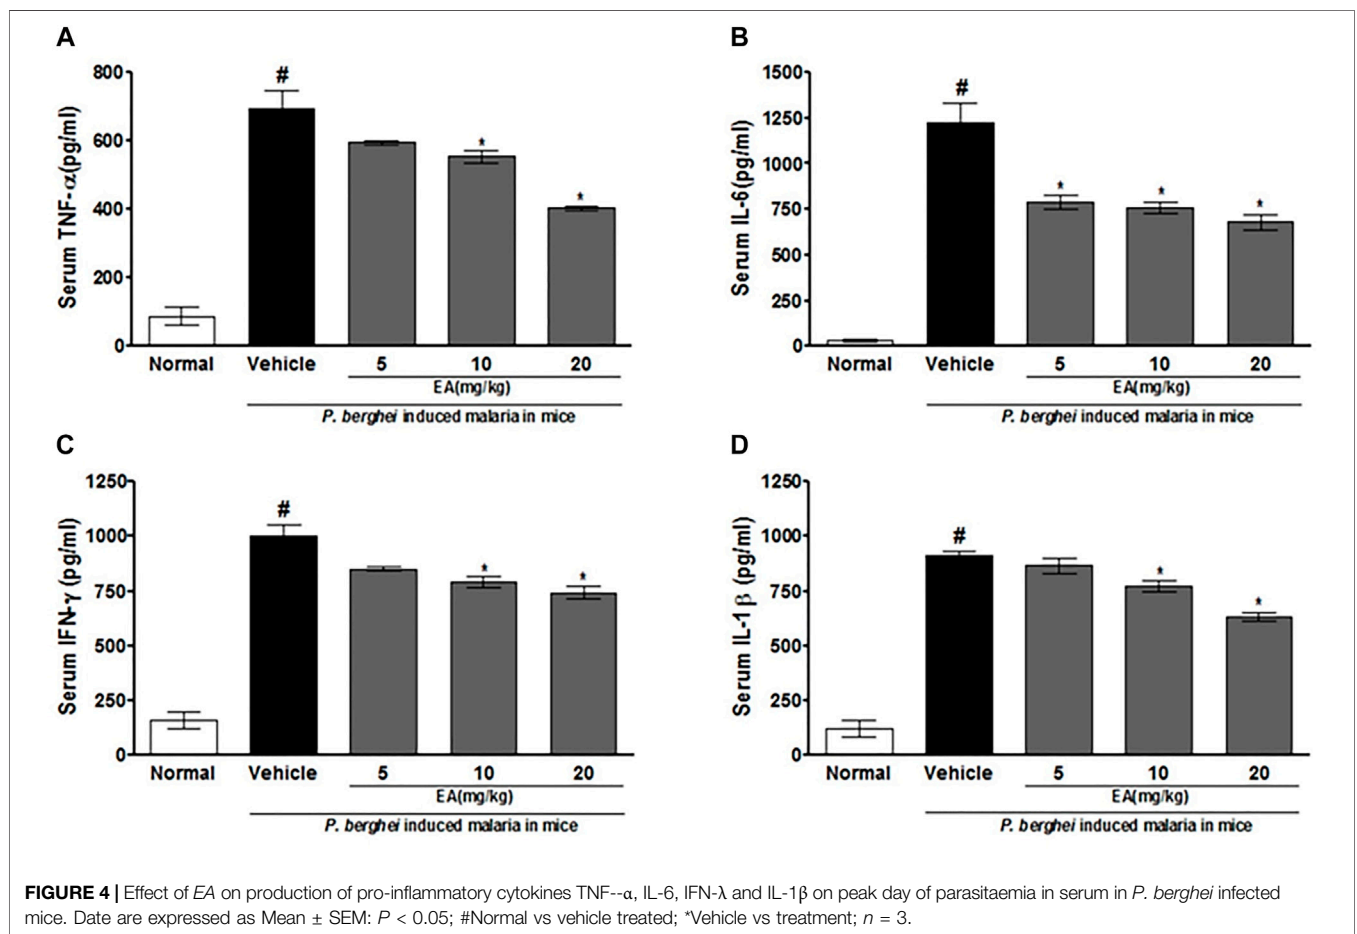 A
Serum TNF-α(pg/ml)
800
600
400
200
0
#
*
*
Normal Vehicle 5 10 20
EA(mg/kg)
P. berghei induced malaria in mice
B
Serum IL-6(pg/ml)
1500
1250
1000
750
500
250
0
#
*
*
*
Normal Vehicle 5 10 20
EA(mg/kg)
P. berghei induced malaria in mice
C
Serum IFN-γ (pg/ml)
1250
1000
750
500
250
0
#
*
*
Normal Vehicle 5 10 20
EA(mg/kg)
P. berghei induced malaria in mice
D
Serum IL-1 β (pg/ml)
1250
1000
750
500
250
0
#
*
*
Normal Vehicle 5 10 20
EA(mg/kg)
P. berghei induced malaria in mice
FIGURE 4 | Effect of EA on production of pro-inflammatory cytokines TNF--α, IL-6, IFN-λ and IL-1β on peak day of parasitaemia in serum in P. berghei infected
mice. Date are expressed as Mean ± SEM: P < 0.05; #Normal vs vehicle treated; *Vehicle vs treatment; n = 3.